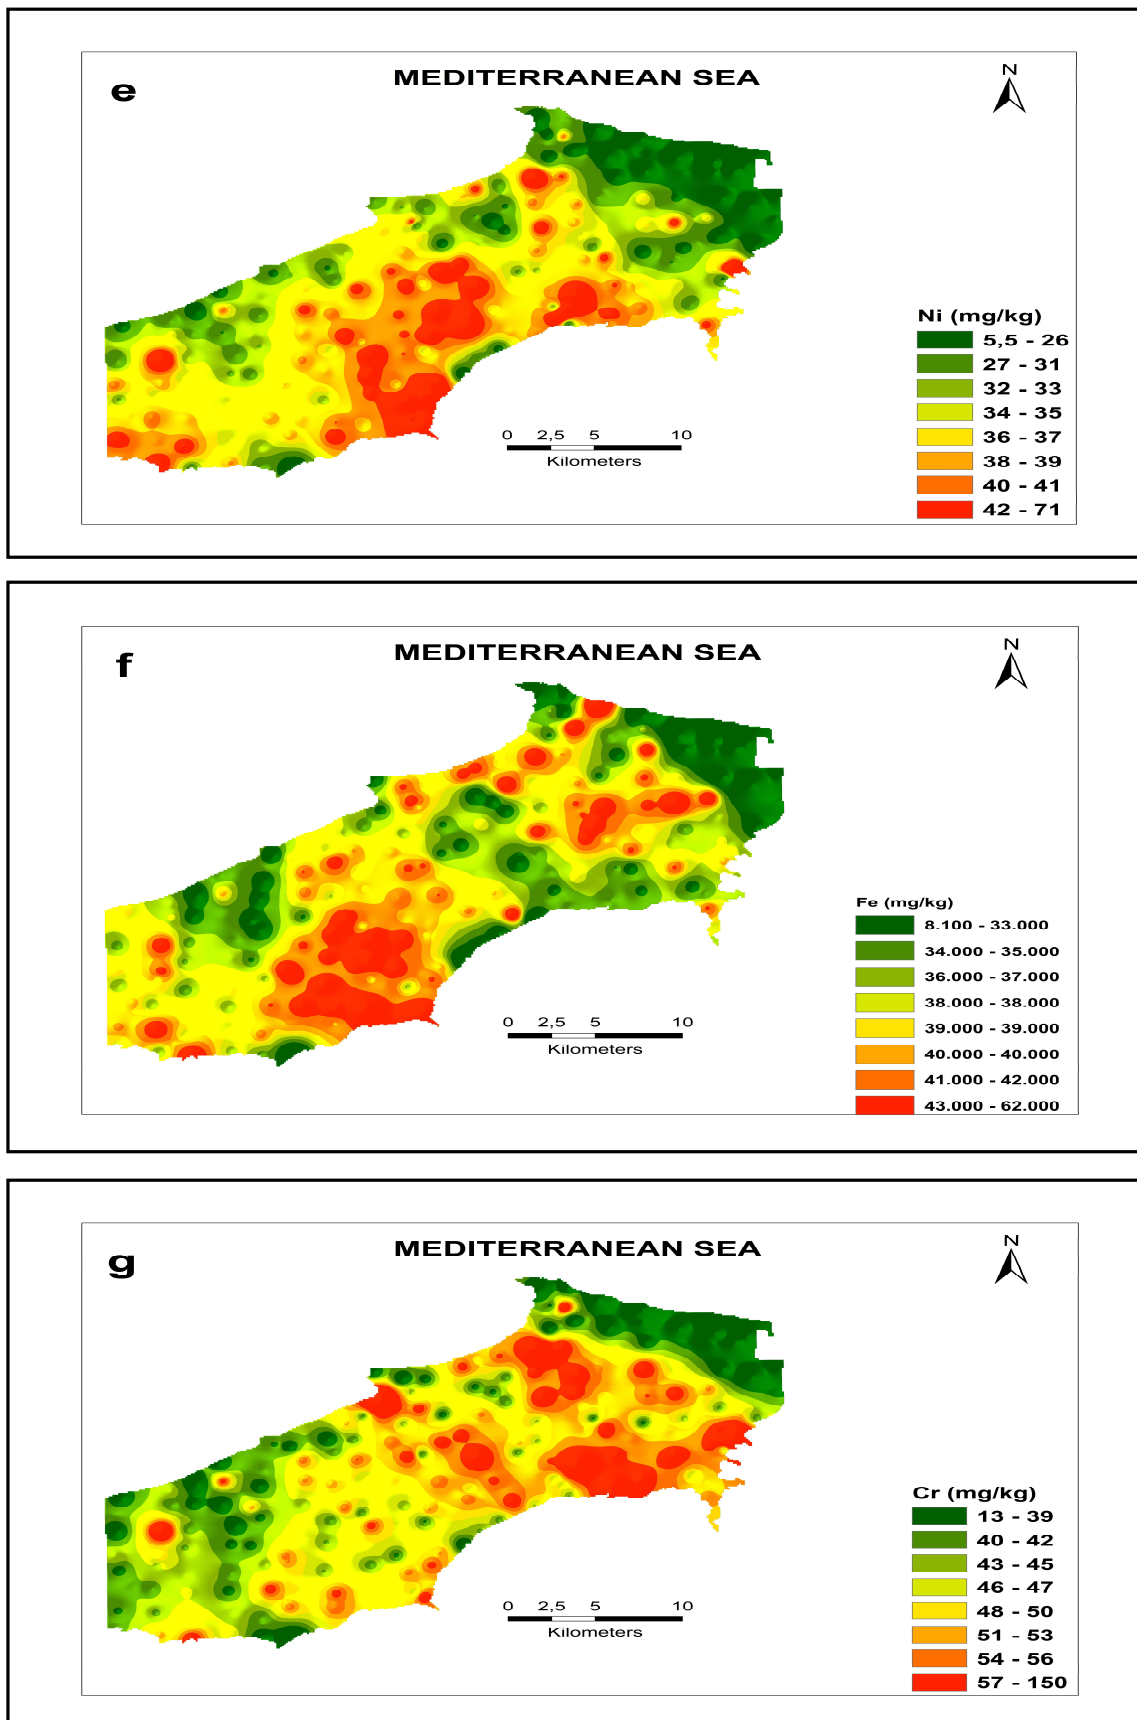 e
MEDITERRANEAN SEA
N
Ni (mg/kg)
5,5 - 26
27 - 31
32 - 33
34 - 35
36 - 37
38 - 39
40 - 41
42 - 71
0 2,5 5 10
Kilometers
f
MEDITERRANEAN SEA
N
Fe (mg/kg)
8.100 - 33.000
34.000 - 35.000
36.000 - 37.000
38.000 - 38.000
39.000 - 39.000
40.000 - 40.000
41.000 - 42.000
43.000 - 62.000
0 2,5 5 10
Kilometers
g
MEDITERRANEAN SEA
N
Cr (mg/kg)
13 - 39
40 - 42
43 - 45
46 - 47
48 - 50
51 - 53
54 - 56
57 - 150
0 2,5 5 10
Kilometers